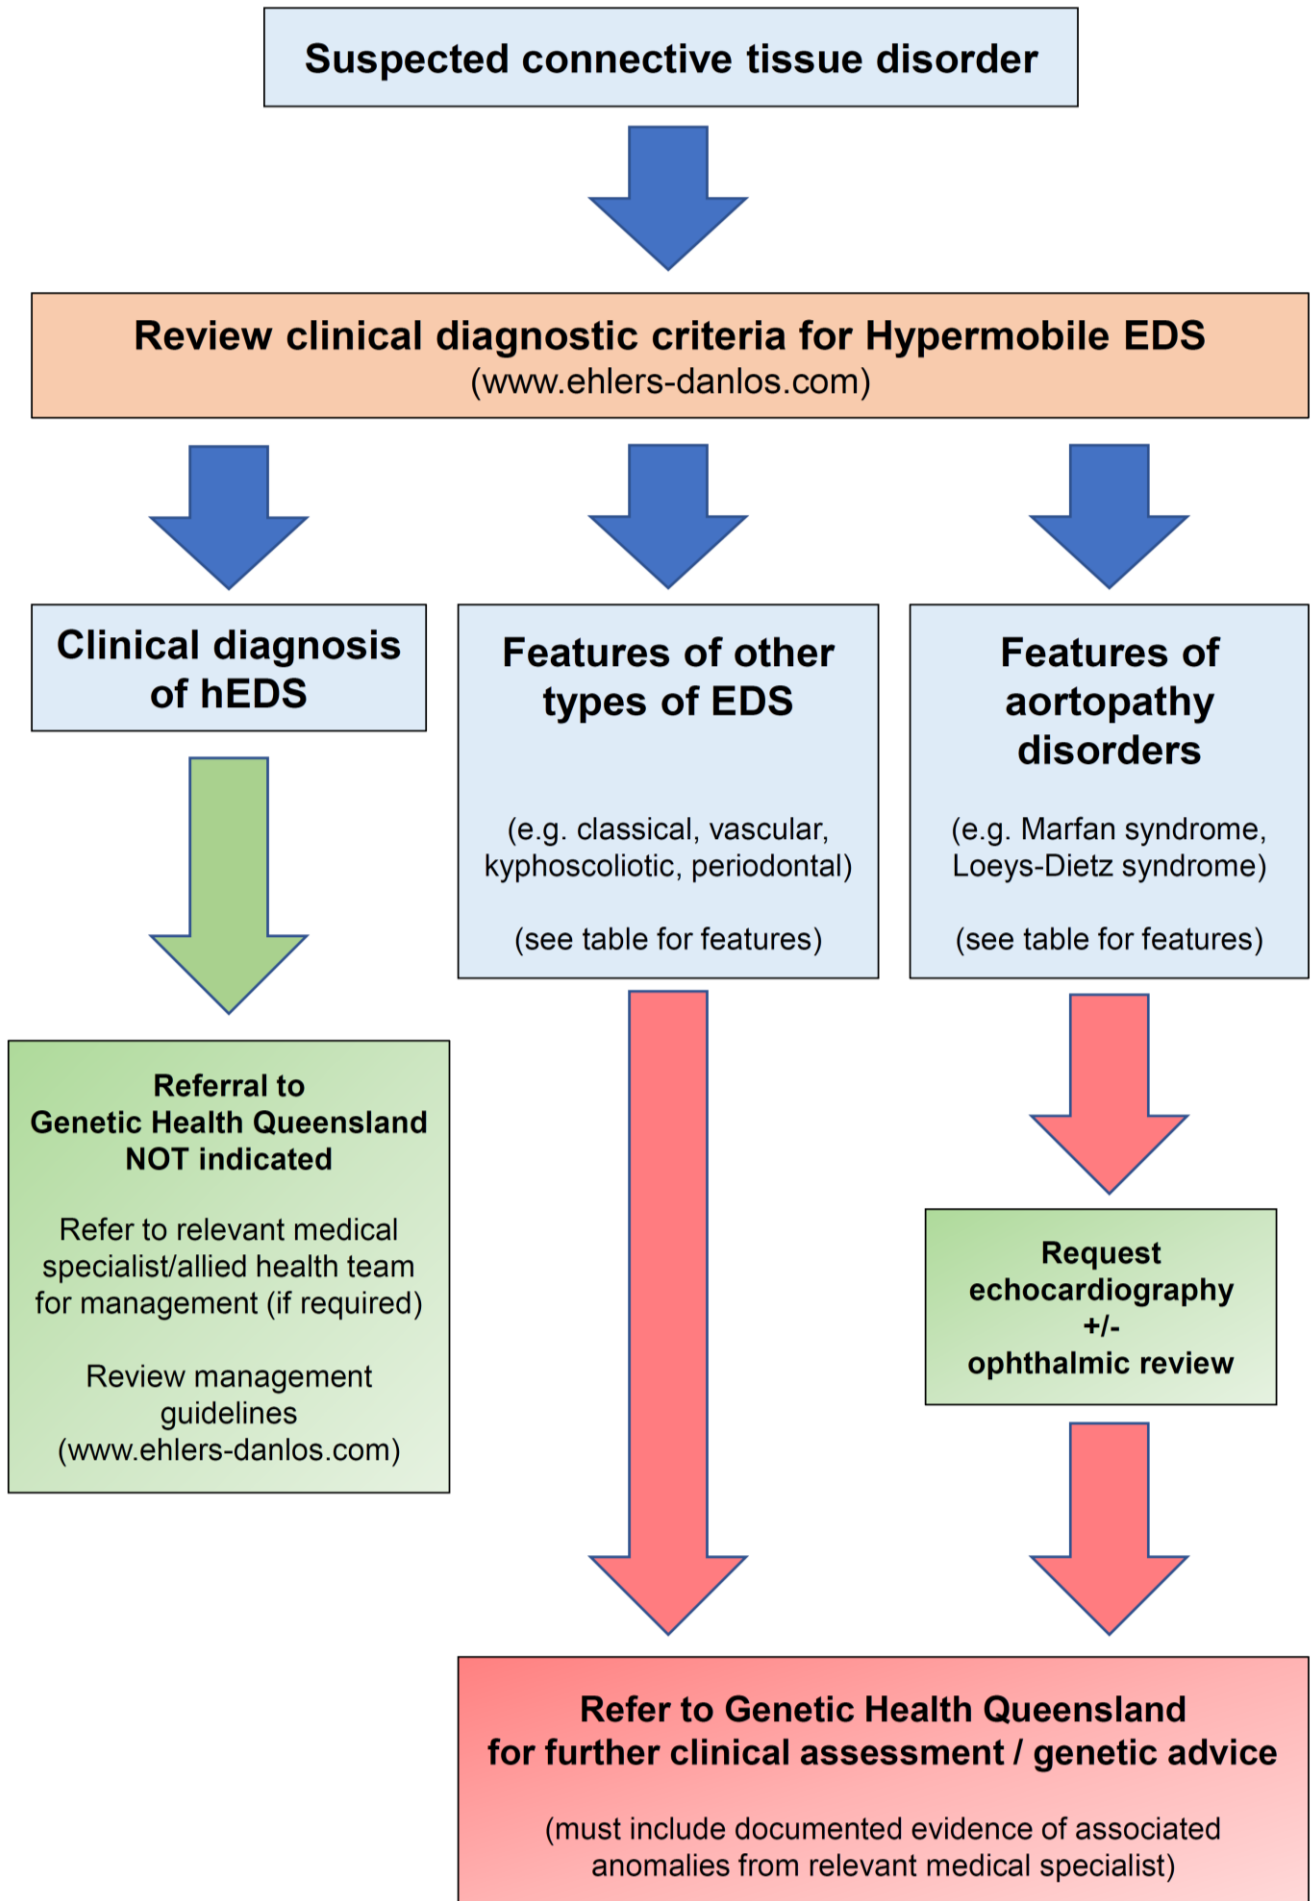 Suspected connective tissue disorder
Review clinical diagnostic criteria for Hypermobile EDS
(www.ehlers-danlos.com)
Clinical diagnosis
of hEDS
Features of other
types of EDS
(e.g. classical, vascular,
kyphoscoliotic, periodontal)
(see table for features)
Features of
aortopathy
disorders
(e.g. Marfan syndrome,
Loeys-Dietz syndrome)
(see table for features)
Referral to
Genetic Health Queensland
NOT indicated
Refer to relevant medical
specialist/allied health team
for management (if required)
Review management
guidelines
(www.ehlers-danlos.com)
Request
echocardiography
+/-
ophthalmic review
Refer to Genetic Health Queensland
for further clinical assessment / genetic advice
(must include documented evidence of associated
anomalies from relevant medical specialist)